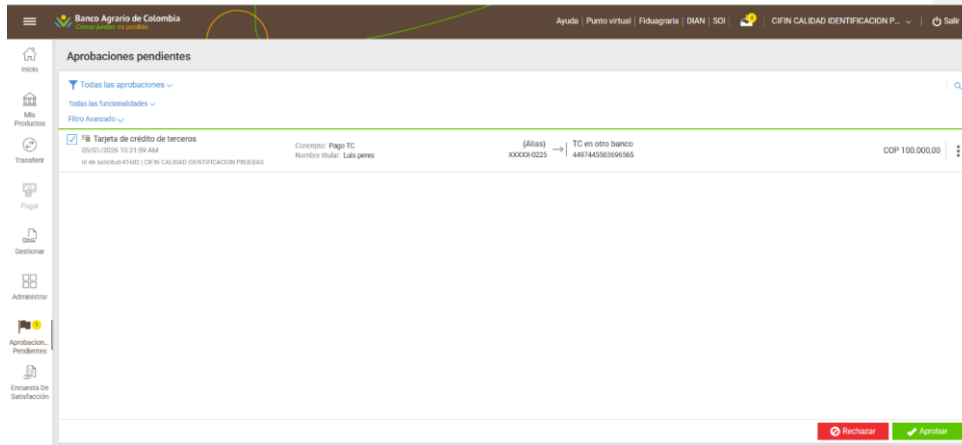 Banco Agrario de Colombia
Crecer juntos es posible
Ayuda | Punto virtual | Fiduagraria | DIAN | SOI
CIFIN CALIDAD IDENTIFICACION P...
Salir
Inicio
Mis Productos
Transferir
Pagar
Gestionar
Administrar
Aprobacion... Pendientes
Encuesta De Satisfacción
Aprobaciones pendientes
Todas las aprobaciones
Todas las funcionalidades
Filtro Avanzado
Tarjeta de crédito de terceros
05/01/2026 10:21:59 AM
Id de solicitud:41602 | CIFIN CALIDAD IDENTIFICACION PRUEBAS
Concepto: Pago TC
Nombre titular: Luis peres
(Alias)
XXXXX-0225
TC en otro banco
4497445563696565
COP 100.000,00
Rechazar
Aprobar